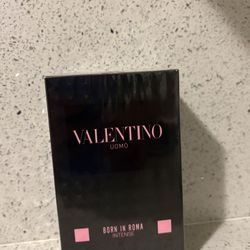 VALENTINO
UOMO
BORN IN ROMA
INTENSE